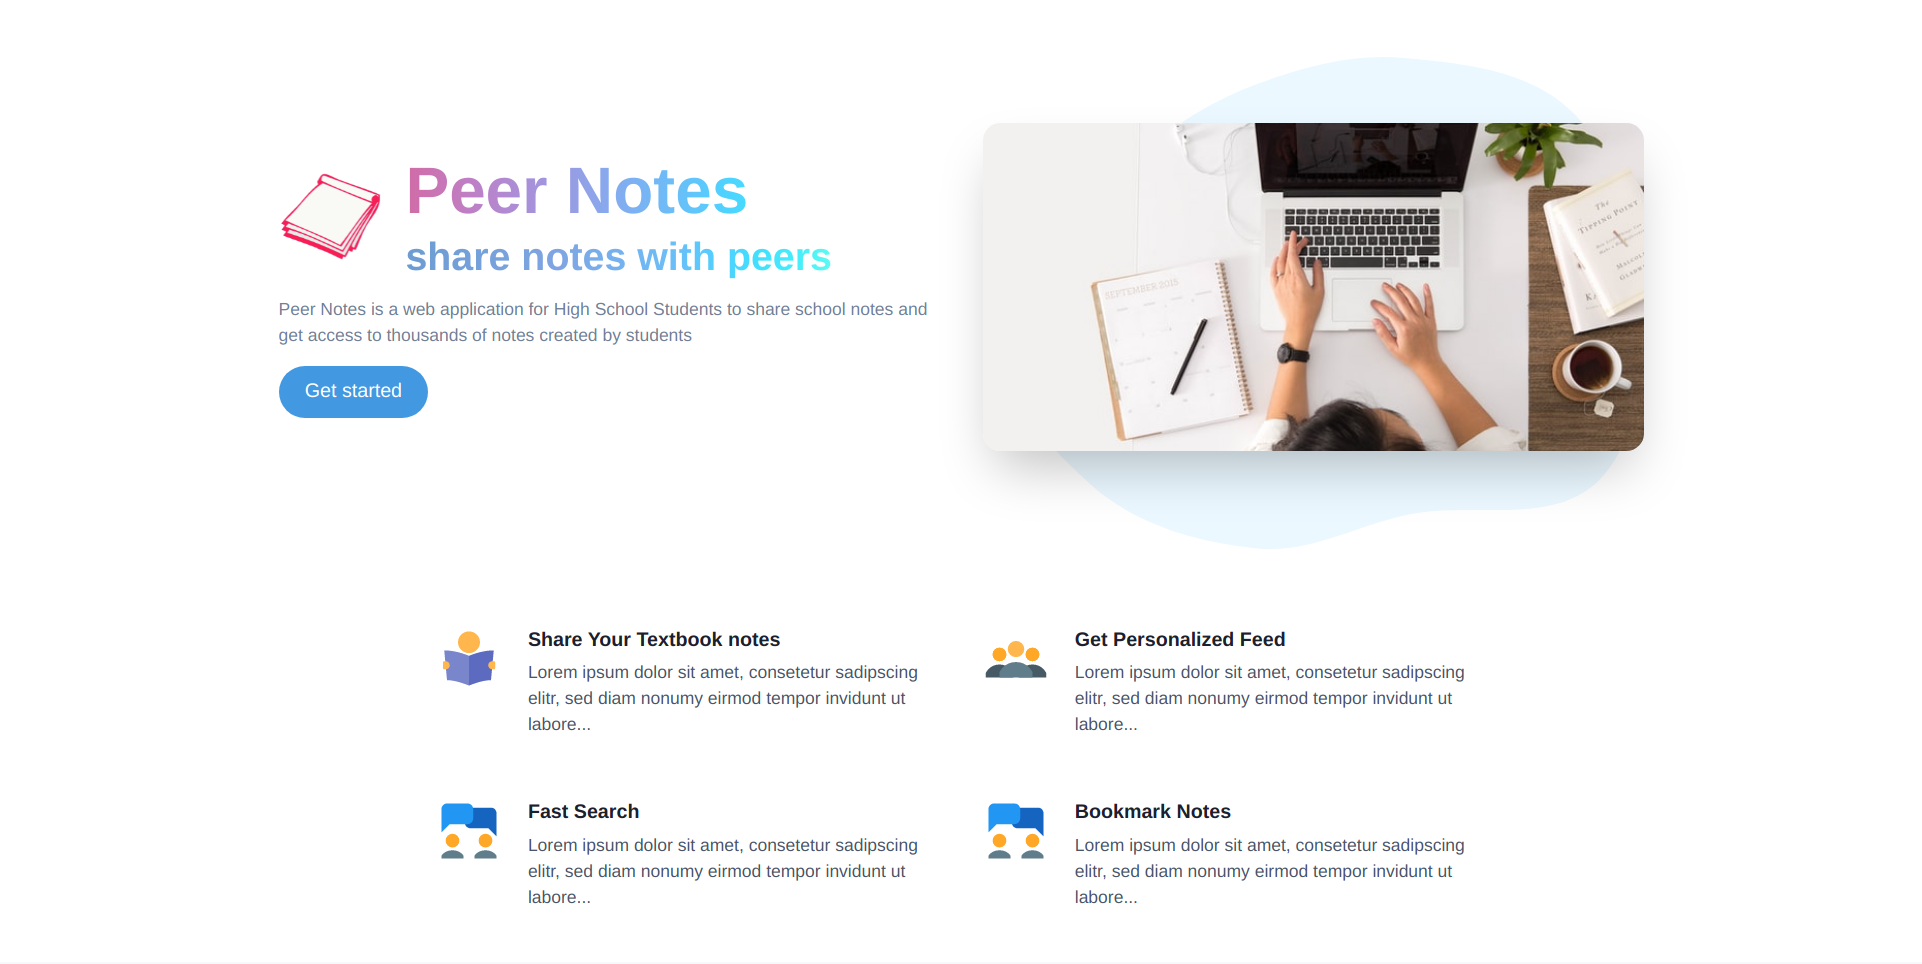 Peer Notes
share notes with peers
Peer Notes is a web application for High School Students to share school notes and
get access to thousands of notes created by students
Get started
SEPTEMBER 2015
The
TIPPING POINT
Share Your Textbook notes
Lorem ipsum dolor sit amet, consetetur sadipscing
elitr, sed diam nonumy eirmod tempor invidunt ut
labore...
Get Personalized Feed
Lorem ipsum dolor sit amet, consetetur sadipscing
elitr, sed diam nonumy eirmod tempor invidunt ut
labore...
Fast Search
Lorem ipsum dolor sit amet, consetetur sadipscing
elitr, sed diam nonumy eirmod tempor invidunt ut
labore...
Bookmark Notes
Lorem ipsum dolor sit amet, consetetur sadipscing
elitr, sed diam nonumy eirmod tempor invidunt ut
labore...